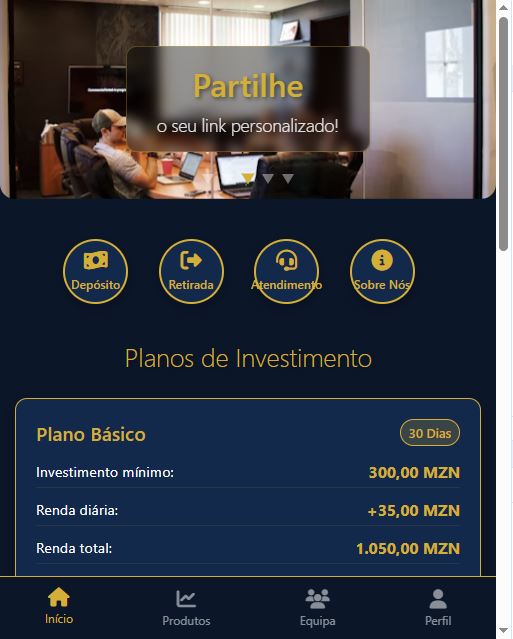 Partilhe
o seu link personalizado!
Depósito
Retirada
Atendimento
Sobre Nós
Planos de Investimento
Plano Básico
30 Dias
Investimento mínimo:
300,00 MZN
Renda diária:
+35,00 MZN
Renda total:
1.050,00 MZN
Início
Produtos
Equipa
Perfil